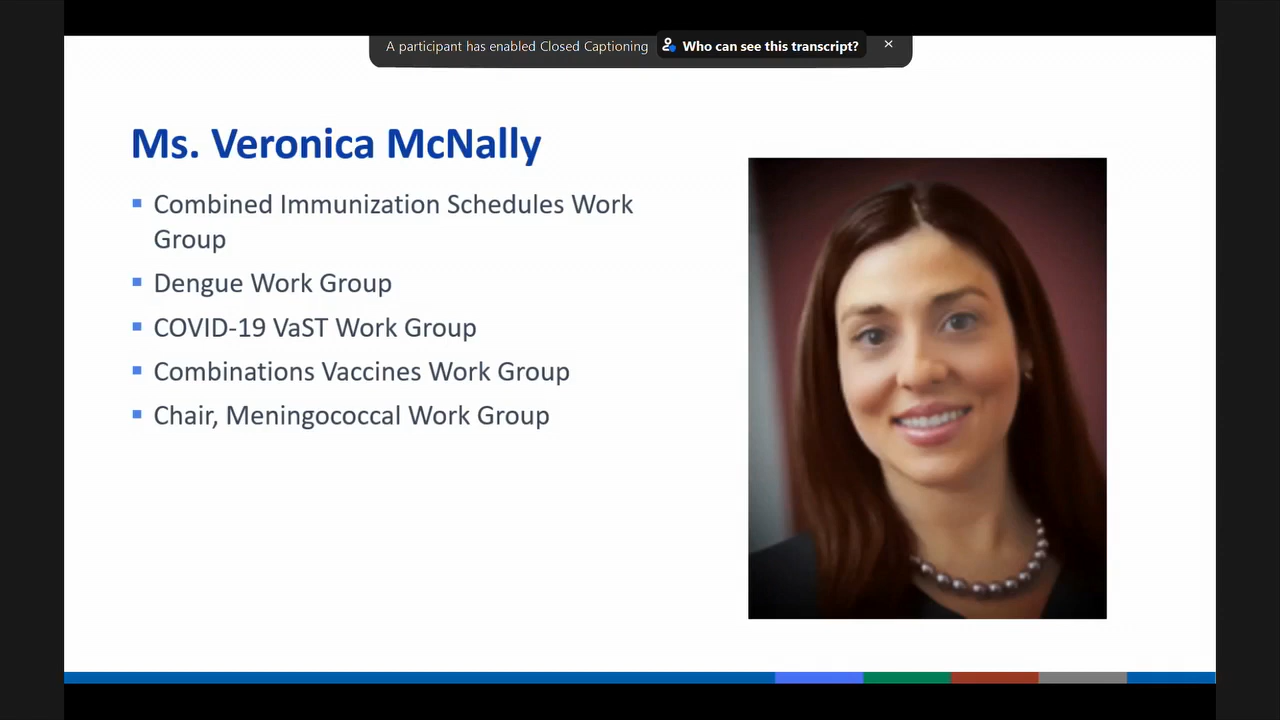 A participant has enabled Closed Captioning Who can see this transcript?
Ms. Veronica McNally
Combined Immunization Schedules Work
Group
Dengue Work Group
COVID-19 VaST Work Group
Combinations Vaccines Work Group
Chair, Meningococcal Work Group